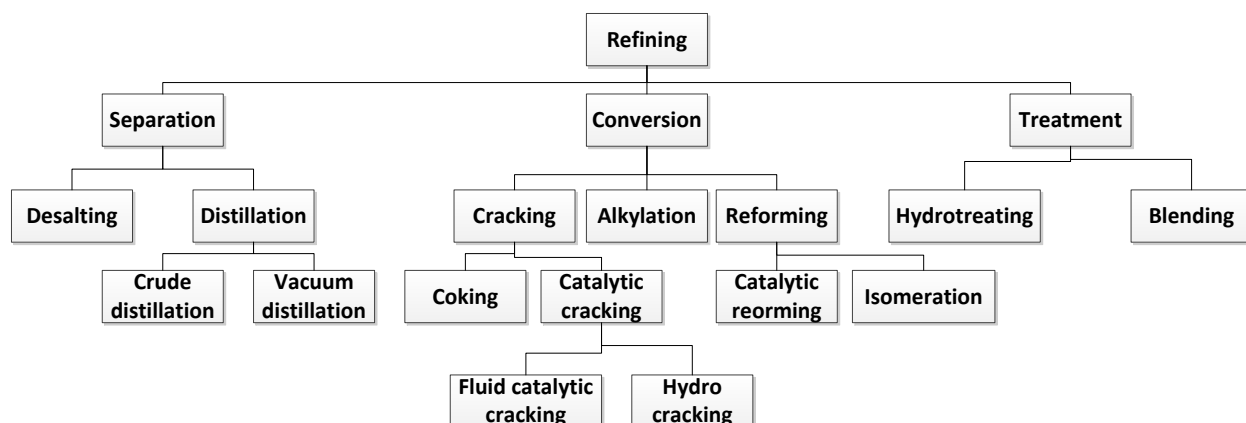 Refining
Separation
Conversion
Treatment
Desalting
Distillation
Cracking
Alkylation
Reforming
Hydrotreating
Blending
Crude
distillation
Vacuum
distillation
Coking
Catalytic
cracking
Catalytic
reorming
Isomeration
Fluid catalytic
cracking
Hydro
cracking